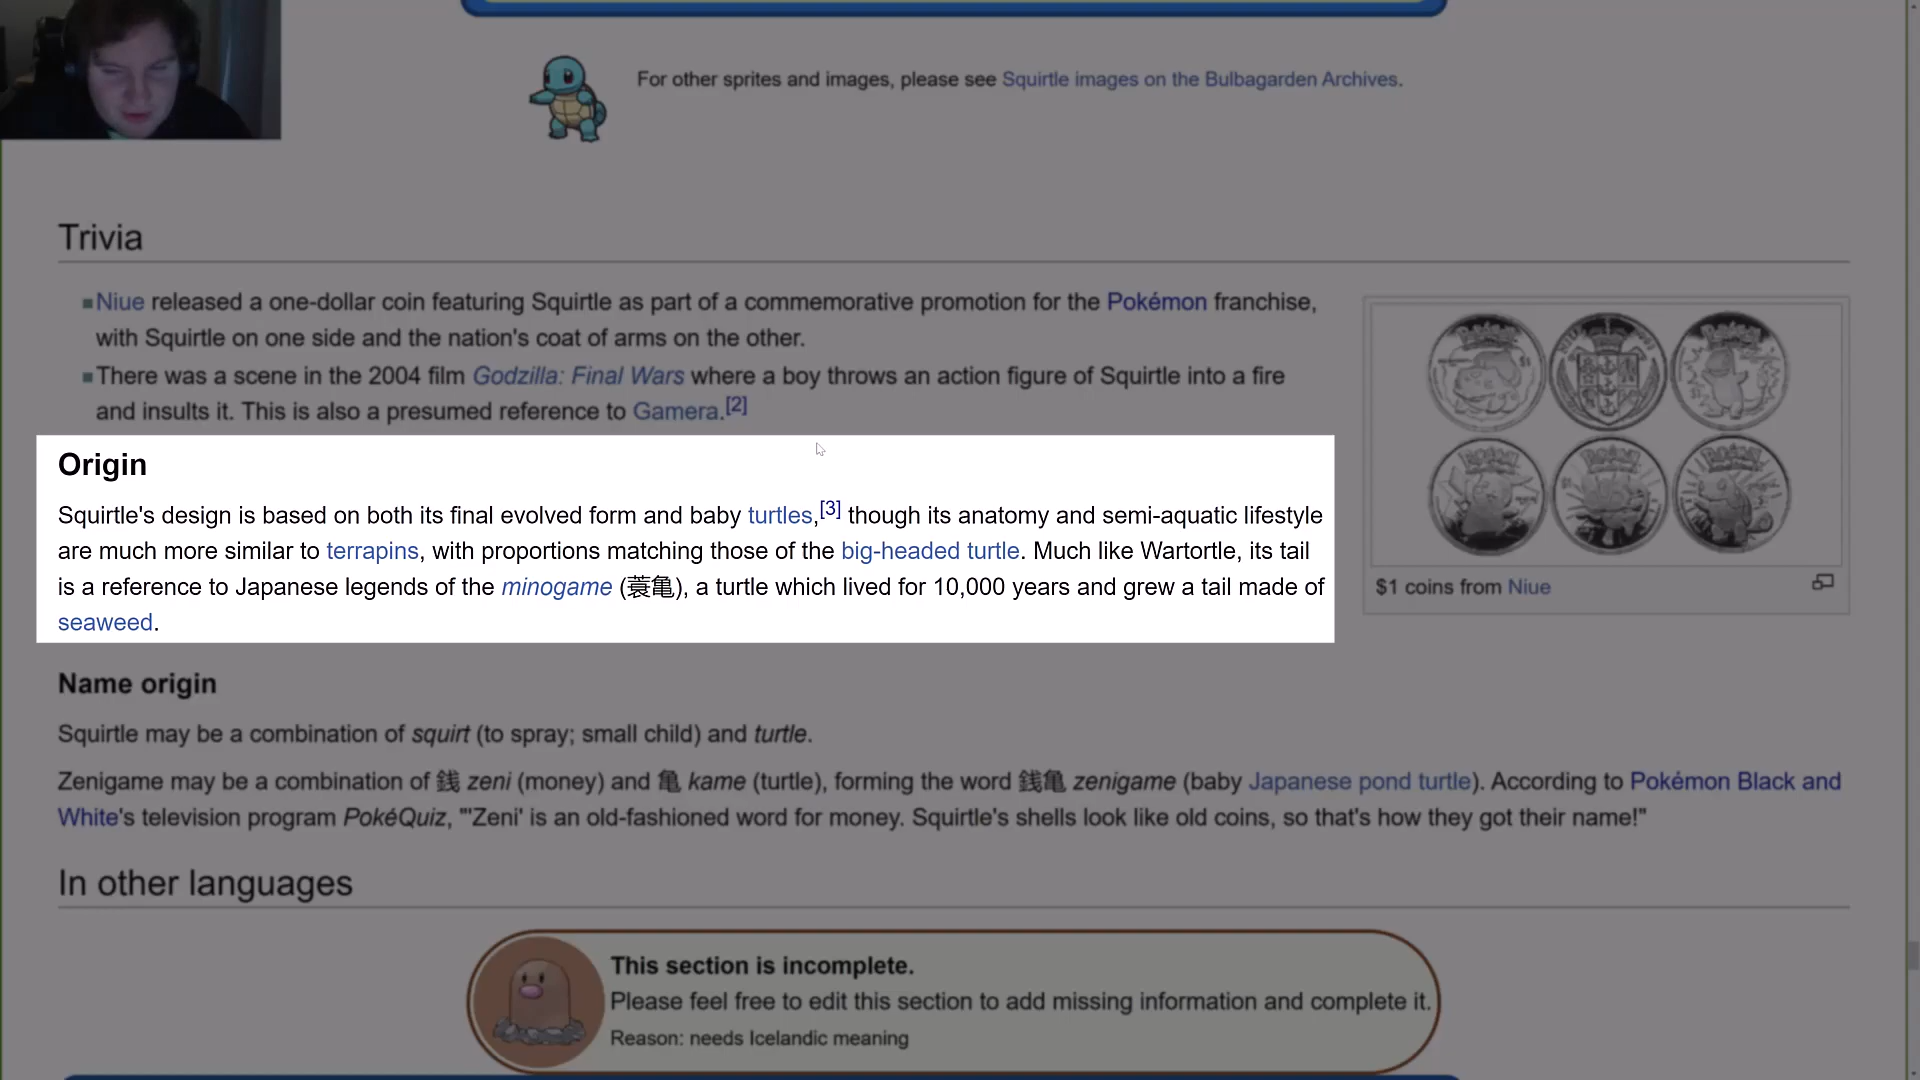 For other sprites and images, please see Squirtle images on the Bulbagarden Archives.
Trivia
Niue released a one-dollar coin featuring Squirtle as part of a commemorative promotion for the Pokémon franchise,
with Squirtle on one side and the nation's coat of arms on the other.
There was a scene in the 2004 film Godzilla: Final Wars where a boy throws an action figure of Squirtle into a fire
and insults it. This is also a presumed reference to Gamera.[2]
$1 coins from Niue
Origin
Squirtle's design is based on both its final evolved form and baby turtles,[3] though its anatomy and semi-aquatic lifestyle
are much more similar to terrapins, with proportions matching those of the big-headed turtle. Much like Wartortle, its tail
is a reference to Japanese legends of the minogame (蓑亀), a turtle which lived for 10,000 years and grew a tail made of
seaweed.
Name origin
Squirtle may be a combination of squirt (to spray; small child) and turtle.
Zenigame may be a combination of 銭 zeni (money) and 亀 kame (turtle), forming the word 銭亀 zenigame (baby Japanese pond turtle). According to Pokémon Black and
White's television program PokéQuiz, "'Zeni' is an old-fashioned word for money. Squirtle's shells look like old coins, so that's how they got their name!"
In other languages
This section is incomplete.
Please feel free to edit this section to add missing information and complete it.
Reason: needs Icelandic meaning